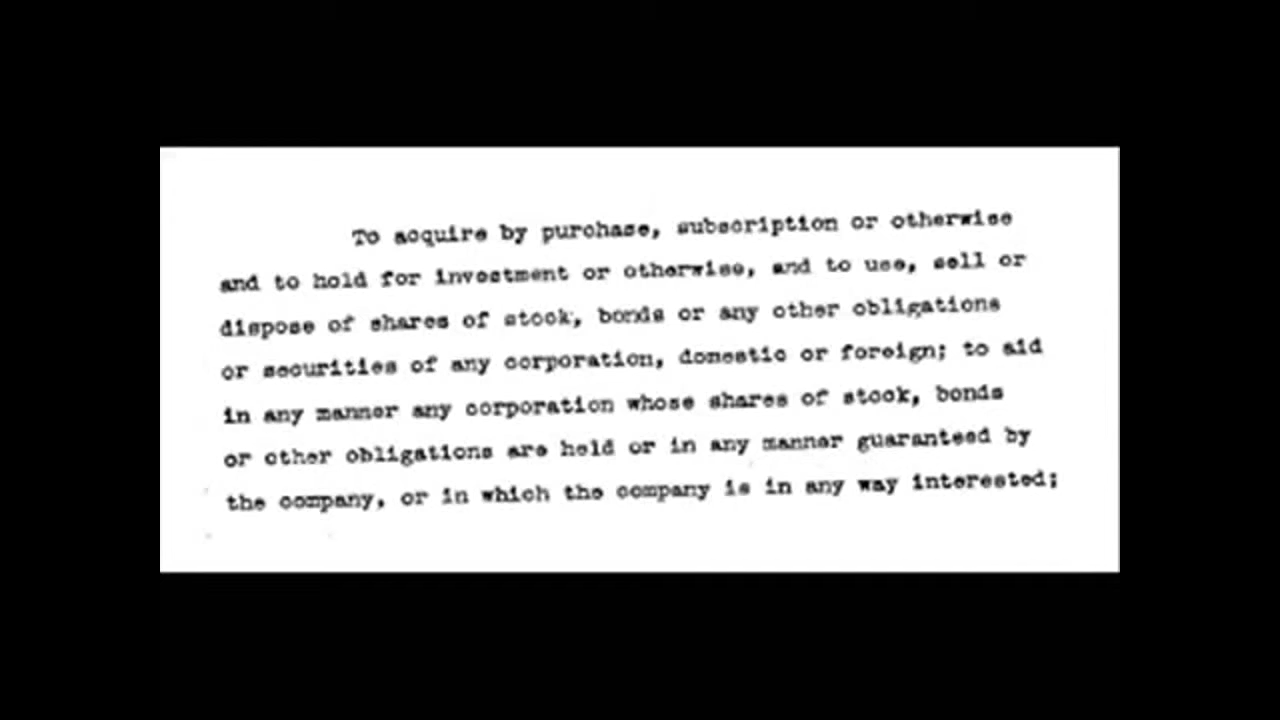 To acquire by purchase, subscription or otherwise
and to hold for investment or otherwise, and to use, sell or
dispose of shares of stock, bonds or any other obligations
or securities of any corporation, domestic or foreign; to aid
in any manner any corporation whose shares of stock, bonds
or other obligations are held or in any manner guaranteed by
the company, or in which the company is in any way interested;